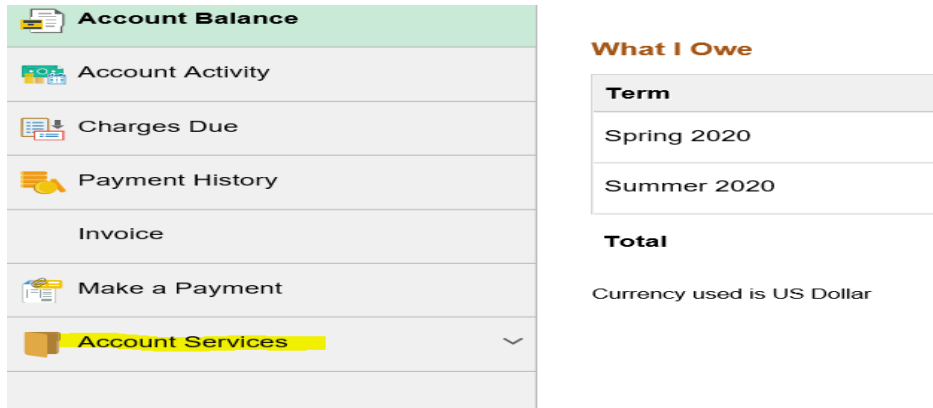 Account Balance
Account Activity
Charges Due
Payment History
Invoice
Make a Payment
Account Services
What I Owe
Term
Spring 2020
Summer 2020
Total
Currency used is US Dollar